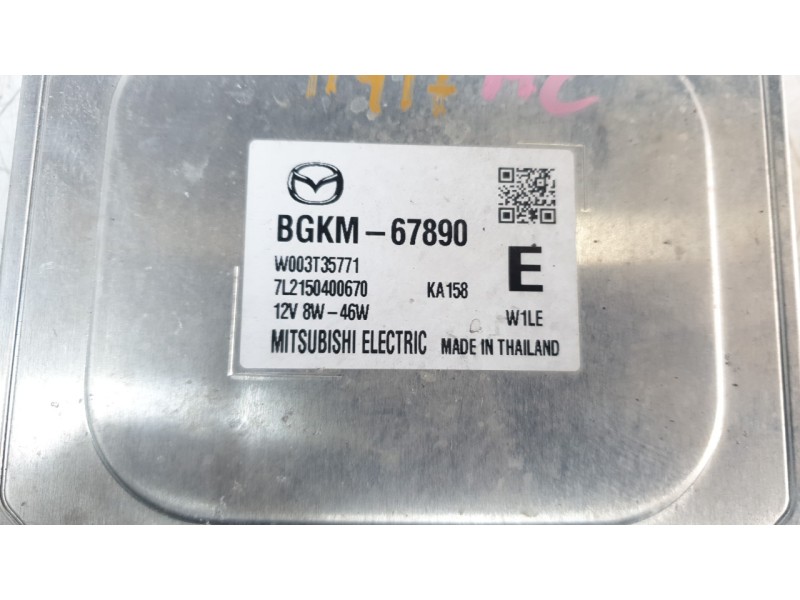 BGKM-67890
W003T35771
7L2150400670 KA158
12V 8W-46W
E
W1LE
MITSUBISHI ELECTRIC MADE IN THAILAND